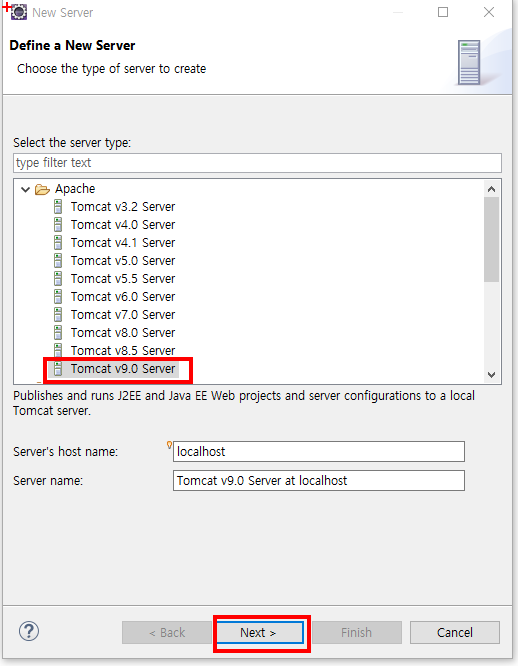 New Server
Define a New Server
Choose the type of server to create
Select the server type:
type filter text
Apache
Tomcat v3.2 Server
Tomcat v4.0 Server
Tomcat v4.1 Server
Tomcat v5.0 Server
Tomcat v5.5 Server
Tomcat v6.0 Server
Tomcat v7.0 Server
Tomcat v8.0 Server
Tomcat v8.5 Server
Tomcat v9.0 Server
Publishes and runs J2EE and Java EE Web projects and server configurations to a local
Tomcat server.
Server's host name: localhost
Server name: Tomcat v9.0 Server at localhost
? < Back Next > Finish Cancel